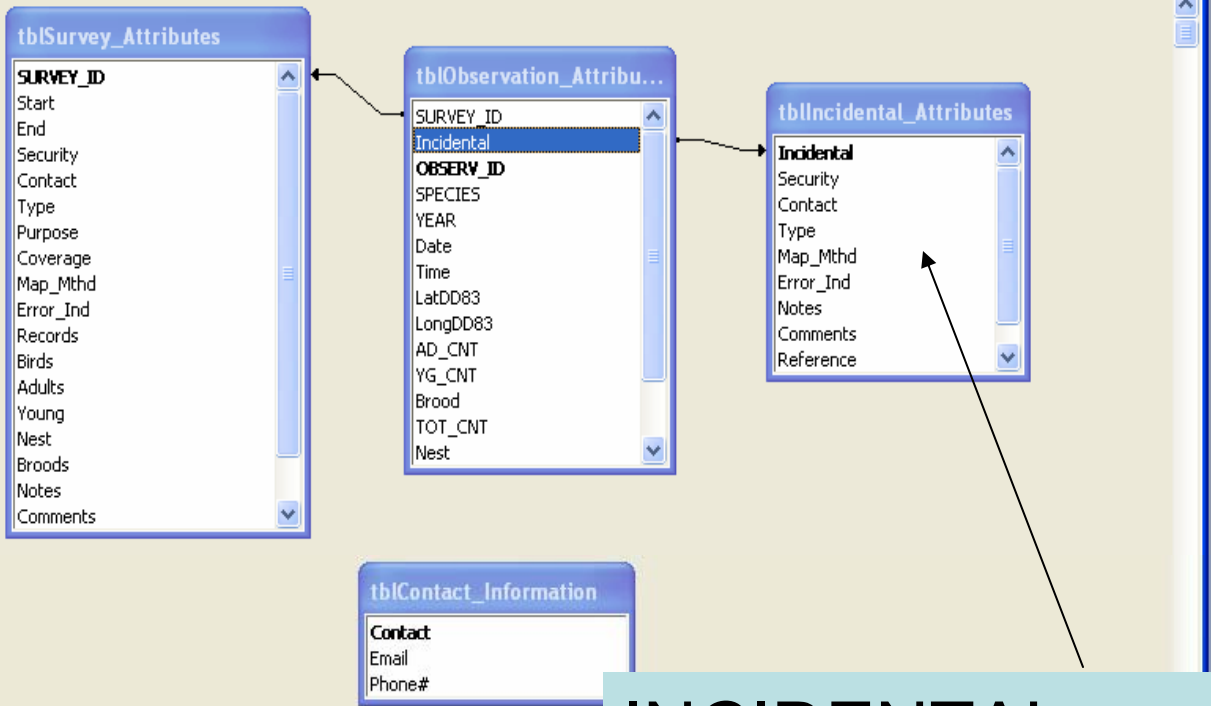 tblSurvey_Attributes
SURVEY_ID
Start
End
Security
Contact
Type
Purpose
Coverage
Map_Mthd
Error_Ind
Records
Birds
Adults
Young
Nest
Broods
Notes
Comments
tblObservation_Attribu...
SURVEY_ID
Incidental
OBSERV_ID
SPECIES
YEAR
Date
Time
LatDD83
LongDD83
AD_CNT
YG_CNT
Brood
TOT_CNT
Nest
tblIncidental_Attributes
Incidental
Security
Contact
Type
Map_Mthd
Error_Ind
Notes
Comments
Reference
tblContact_Information
Contact
Email
Phone#
INCIDENTAL